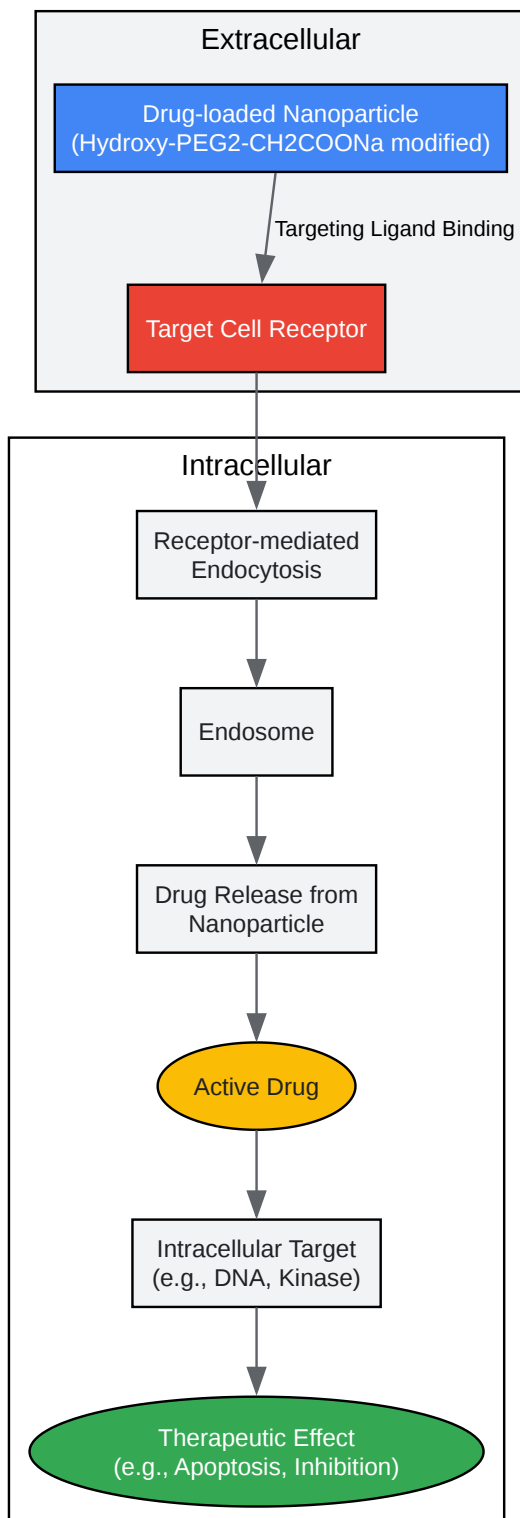 Extracellular
Drug-loaded Nanoparticle
(Hydroxy-PEG2-CH2COONa modified)
Targeting Ligand Binding
Target Cell Receptor
Intracellular
Receptor-mediated
Endocytosis
Endosome
Drug Release from
Nanoparticle
Active Drug
Intracellular Target
(e.g., DNA, Kinase)
Therapeutic Effect
(e.g., Apoptosis, Inhibition)